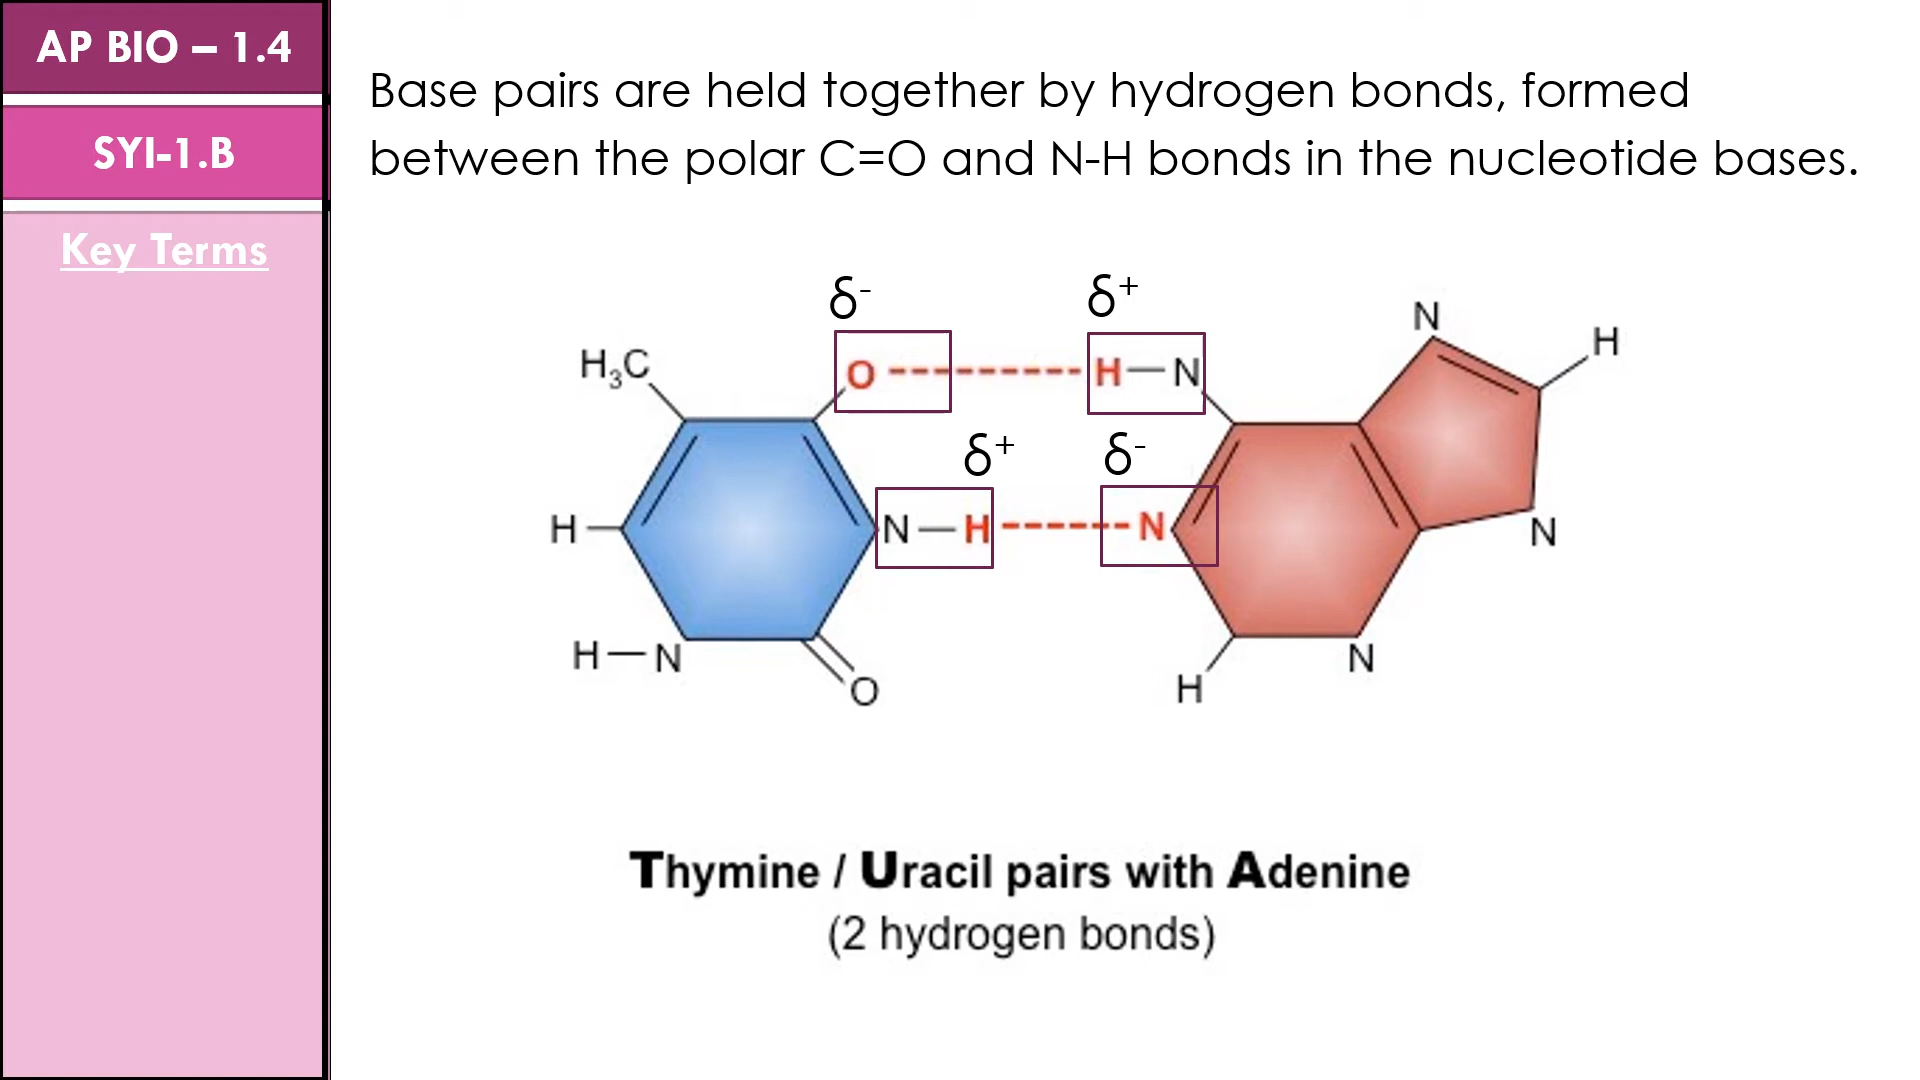 AP BIO – 1.4
SYI-1.B
Key Terms
Base pairs are held together by hydrogen bonds, formed
between the polar C=O and N-H bonds in the nucleotide bases.
δ- δ+
N
H₃C O H—N H
δ+ δ-
H N—H N N
H—N O H N
Thymine / Uracil pairs with Adenine
(2 hydrogen bonds)